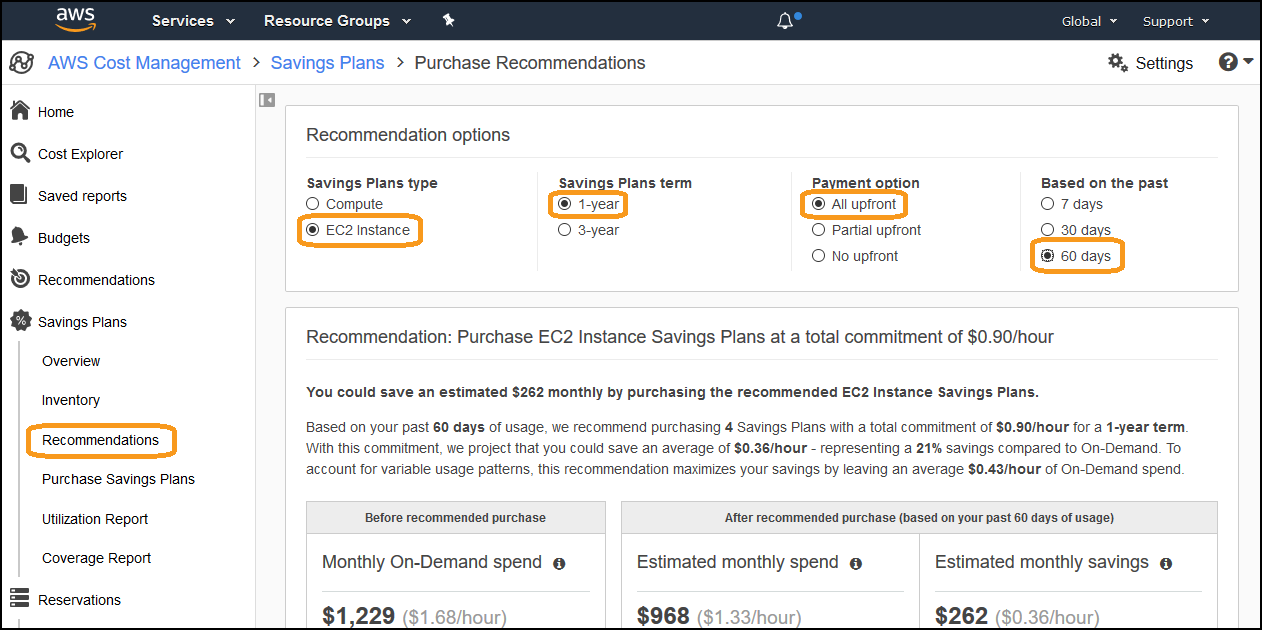 aws Services Resource Groups Global Support
AWS Cost Management > Savings Plans > Purchase Recommendations Settings ?
Home
Cost Explorer
Saved reports
Budgets
Recommendations
% Savings Plans
Overview
Inventory
Recommendations
Purchase Savings Plans
Utilization Report
Coverage Report
Reservations
Recommendation options
Savings Plans type
Compute
EC2 Instance
Savings Plans term
1-year
3-year
Payment option
All upfront
Partial upfront
No upfront
Based on the past
7 days
30 days
60 days
Recommendation: Purchase EC2 Instance Savings Plans at a total commitment of $0.90/hour
You could save an estimated $262 monthly by purchasing the recommended EC2 Instance Savings Plans.
Based on your past 60 days of usage, we recommend purchasing 4 Savings Plans with a total commitment of $0.90/hour for a 1-year term.
With this commitment, we project that you could save an average of $0.36/hour - representing a 21% savings compared to On-Demand. To
account for variable usage patterns, this recommendation maximizes your savings by leaving an average $0.43/hour of On-Demand spend.
Before recommended purchase
Monthly On-Demand spend i
$1,229 ($1.68/hour)
After recommended purchase (based on your past 60 days of usage)
Estimated monthly spend i
$968 ($1.33/hour)
Estimated monthly savings i
$262 ($0.36/hour)